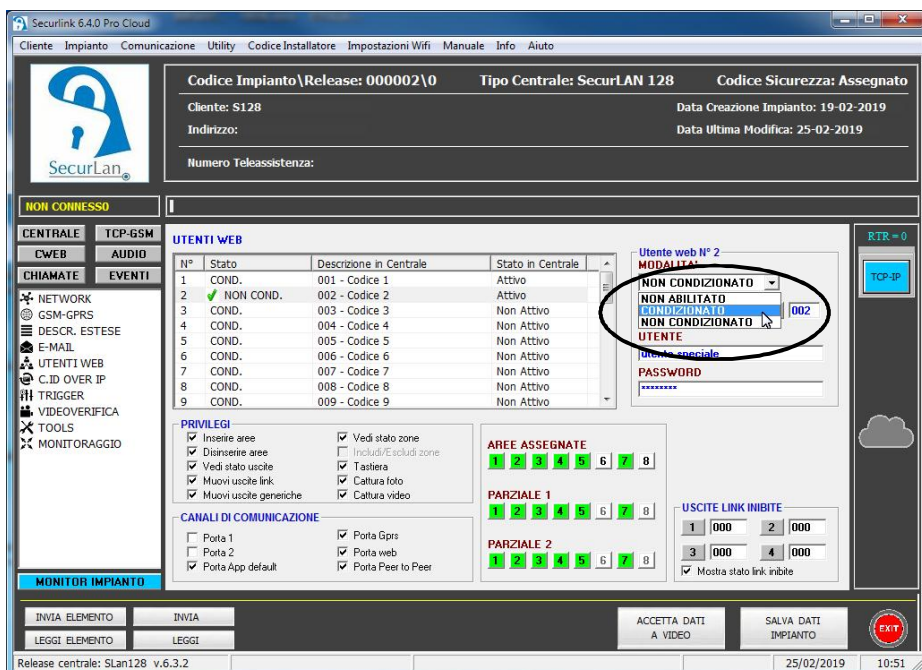 Securlink 6.4.0 Pro Cloud
Cliente Impianto Comunicazione Utility Codice Installatore Impostazioni Wifi Manuale Info Aiuto
SecurLan
Codice Impianto\Release: 000002\0 Tipo Centrale: SecurLAN 128 Codice Sicurezza: Assegnato
Cliente: S128 Data Creazione Impianto: 19-02-2019
Indirizzo: Data Ultima Modifica: 25-02-2019
Numero Teleassistenza:
NON CONNESSO
CENTRALE TCP-GSM
CWEB AUDIO
CHIAMATE EVENTI
NETWORK
GSM-GPRS
DESCR. ESTESE
E-MAIL
UTENTI WEB
C.ID OVER IP
TRIGGER
VIDEOVERIFICA
TOOLS
MONITORAGGIO
MONITOR IMPIANTO
UTENTI WEB
N° Stato Descrizione in Centrale Stato in Centrale
1 COND. 001 - Codice 1 Attivo
2 NON COND. 002 - Codice 2 Attivo
3 COND. 003 - Codice 3 Non Attivo
4 COND. 004 - Codice 4 Non Attivo
5 COND. 005 - Codice 5 Non Attivo
6 COND. 006 - Codice 6 Non Attivo
7 COND. 007 - Codice 7 Non Attivo
8 COND. 008 - Codice 8 Non Attivo
9 COND. 009 - Codice 9 Non Attivo
Utente web N° 2
MODALITA'
NON CONDIZIONATO
NON ABILITATO
CONDIZIONATO 002
NON CONDIZIONATO
UTENTE
utente speciale
PASSWORD
********
PRIVILEGI
Inserire aree Vedi stato zone
Disinserire aree Includi/Escludi zone
Vedi stato uscite Tastiera
Muovi uscite link Cattura foto
Muovi uscite generiche Cattura video
CANALI DI COMUNICAZIONE
Porta 1 Porta Gprs
Porta 2 Porta web
Porta App default Porta Peer to Peer
AREE ASSEGNATE
1 2 3 4 5 6 7 8
PARZIALE 1
1 2 3 4 5 6 7 8
PARZIALE 2
1 2 3 4 5 6 7 8
USCITE LINK INIBITE
1 000 2 000
3 000 4 000
Mostra stato link inibite
RTR = 0
TCP-IP
INVIA ELEMENTO INVIA
LEGGI ELEMENTO LEGGI
ACCETTA DATI
A VIDEO
SALVA DATI
IMPIANTO
EXIT
Release centrale: SLan128 v.6.3.2 25/02/2019 10:51